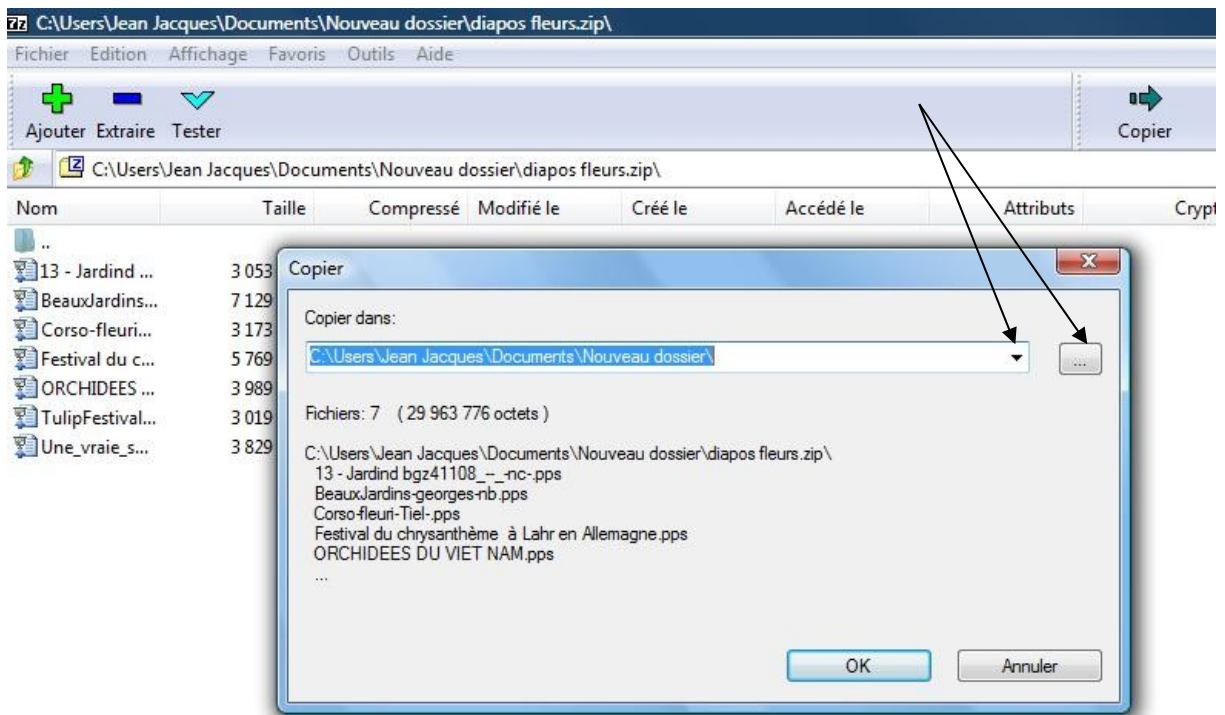 7z C:\Users\Jean Jacques\Documents\Nouveau dossier\diapos fleurs.zip\
Fichier Edition Affichage Favoris Outils Aide
Ajouter Extraire Tester Copier
C:\Users\Jean Jacques\Documents\Nouveau dossier\diapos fleurs.zip\
Nom Taille Compressé Modifié le Créé le Accédé le Attributs Crypt
..
13 - Jardind ... 3 053
BeauxJardins... 7 129
Corso-fleuri... 3 173
Festival du c... 5 769
ORCHIDEES ... 3 989
TulipFestival... 3 019
Une_vraie_s... 3 829
Copier
Copier dans:
C:\Users\Jean Jacques\Documents\Nouveau dossier\
...
Fichiers: 7 ( 29 963 776 octets )
C:\Users\Jean Jacques\Documents\Nouveau dossier\diapos fleurs.zip\
13 - Jardind bgz41108_--_-nc-.pps
BeauxJardins-georges-nb.pps
Corso-fleuri-Tiel-.pps
Festival du chrysanthème à Lahr en Allemagne.pps
ORCHIDEES DU VIET NAM.pps
...
OK Annuler